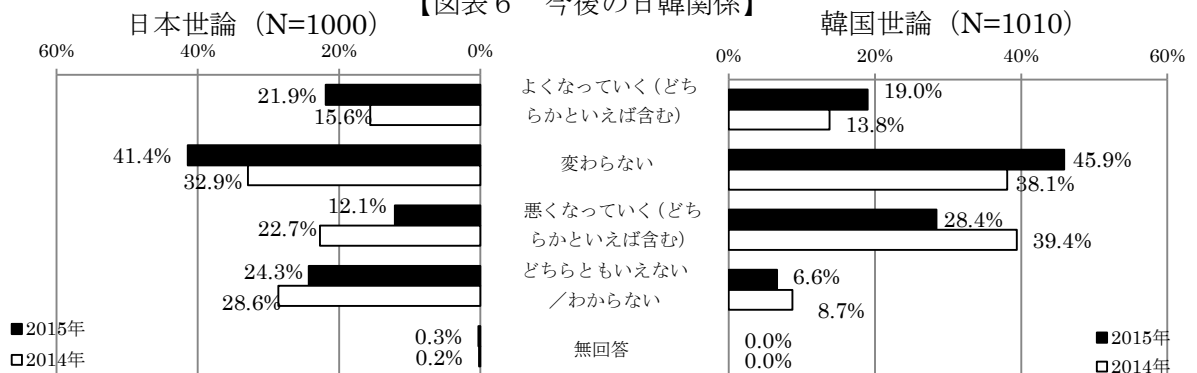 【図表６　今後の日韓関係】
日本世論（N=1000）
韓国世論（N=1010）
60%
40%
20%
0%
0%
20%
40%
60%
よくなっていく（どち
らかといえば含む）
21.9%
15.6%
19.0%
13.8%
変わらない
41.4%
32.9%
45.9%
38.1%
悪くなっていく（どち
らかといえば含む）
12.1%
22.7%
28.4%
39.4%
どちらともいえない
／わからない
24.3%
28.6%
6.6%
8.7%
無回答
0.3%
0.2%
0.0%
0.0%
2015年
2014年
2015年
2014年